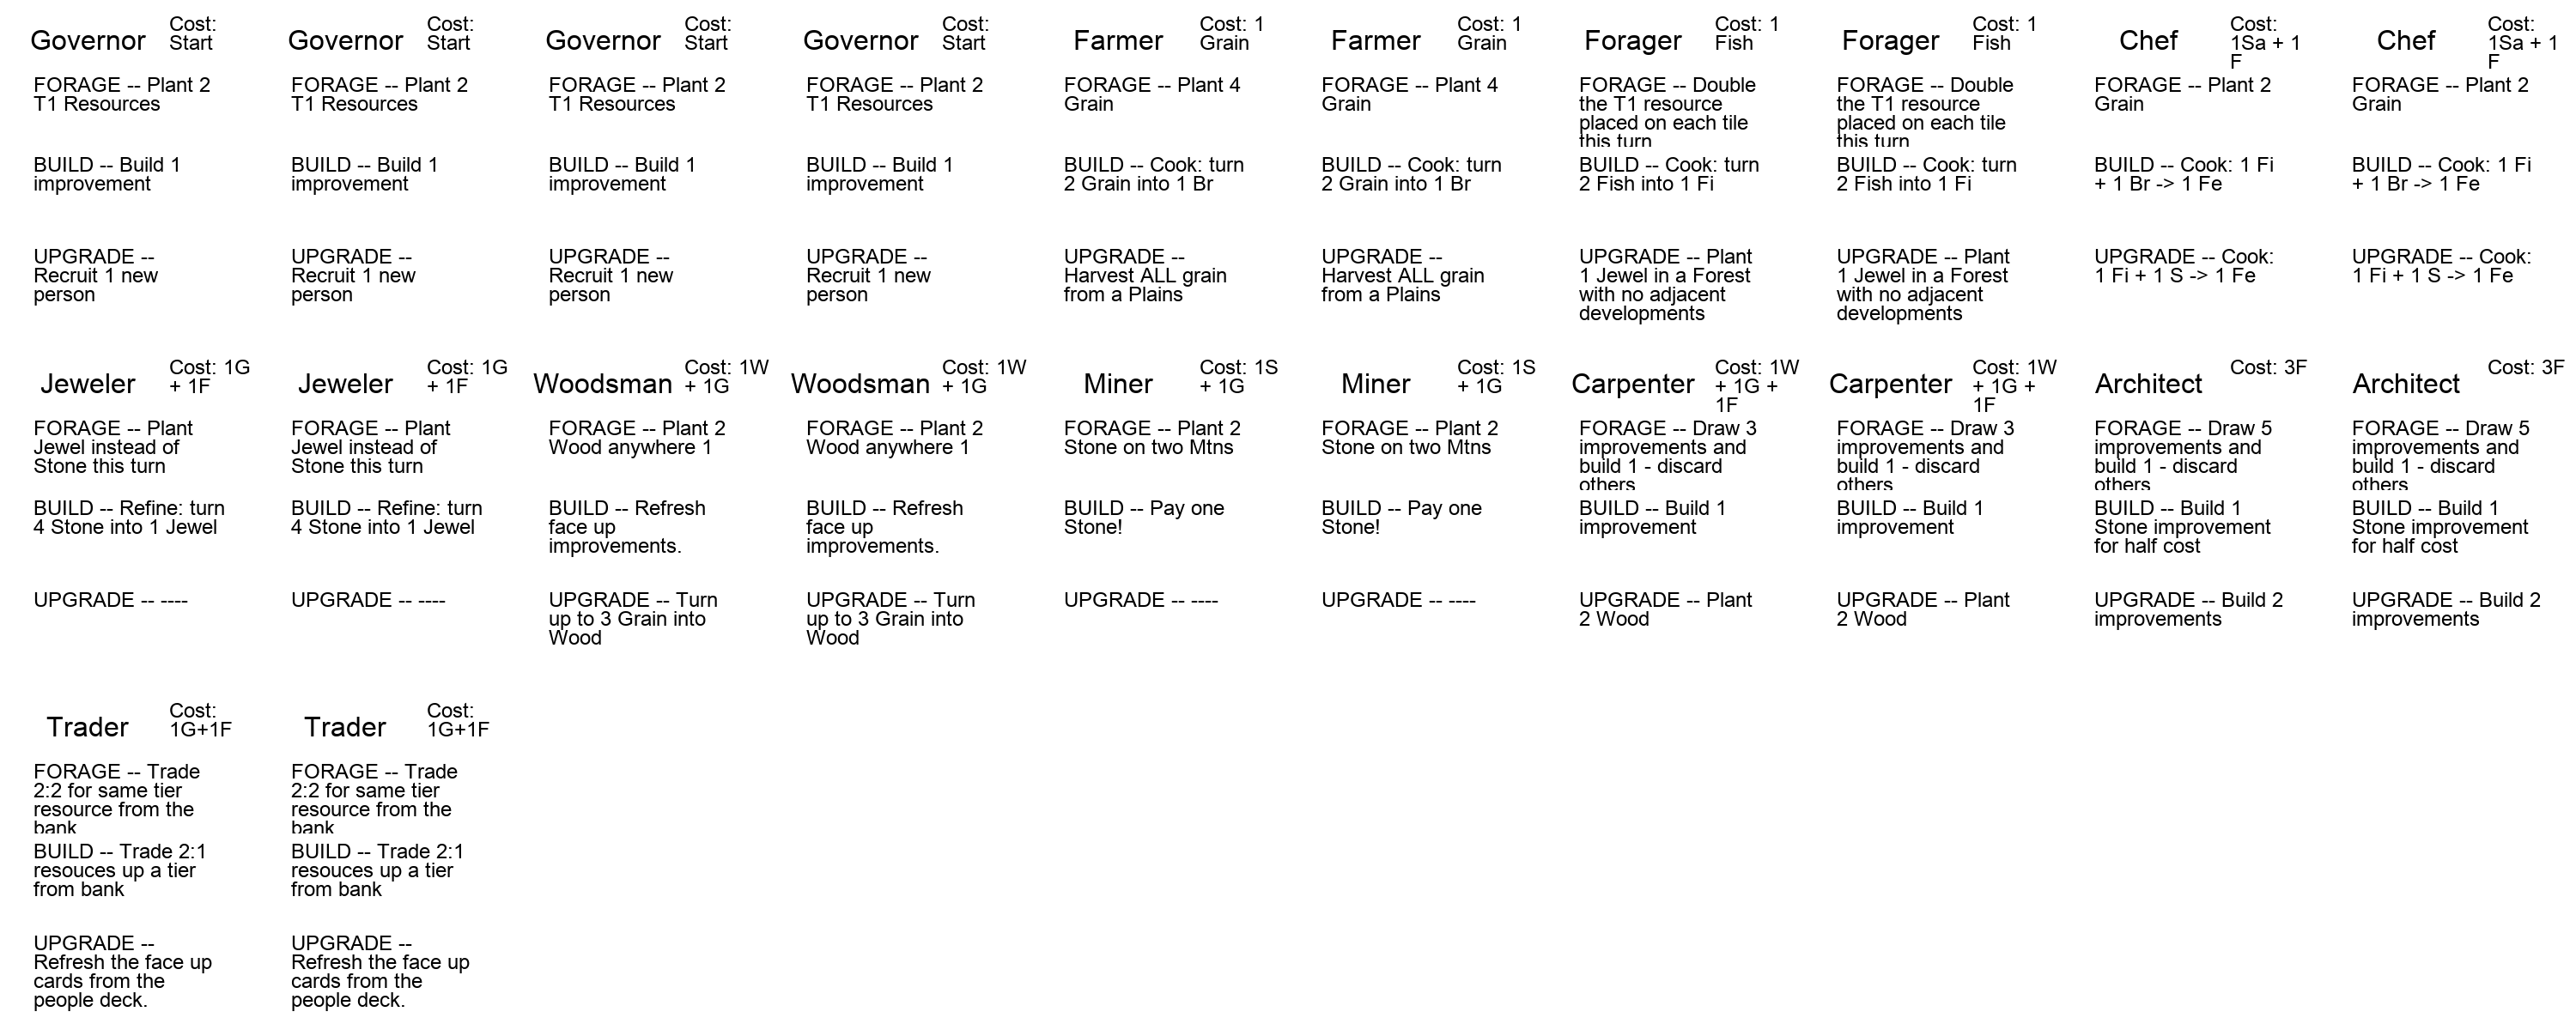 Governor
Cost:
Start
FORAGE -- Plant 2
T1 Resources
BUILD -- Build 1
improvement
UPGRADE --
Recruit 1 new
person
Governor
Cost:
Start
FORAGE -- Plant 2
T1 Resources
BUILD -- Build 1
improvement
UPGRADE --
Recruit 1 new
person
Governor
Cost:
Start
FORAGE -- Plant 2
T1 Resources
BUILD -- Build 1
improvement
UPGRADE --
Recruit 1 new
person
Governor
Cost:
Start
FORAGE -- Plant 2
T1 Resources
BUILD -- Build 1
improvement
UPGRADE --
Recruit 1 new
person
Farmer
Cost: 1
Grain
FORAGE -- Plant 4
Grain
BUILD -- Cook: turn
2 Grain into 1 Br
UPGRADE --
Harvest ALL grain
from a Plains
Farmer
Cost: 1
Grain
FORAGE -- Plant 4
Grain
BUILD -- Cook: turn
2 Grain into 1 Br
UPGRADE --
Harvest ALL grain
from a Plains
Forager
Cost: 1
Fish
FORAGE -- Double
the T1 resource
placed on each tile
this turn
BUILD -- Cook: turn
2 Fish into 1 Fi
UPGRADE -- Plant
1 Jewel in a Forest
with no adjacent
developments
Forager
Cost: 1
Fish
FORAGE -- Double
the T1 resource
placed on each tile
this turn
BUILD -- Cook: turn
2 Fish into 1 Fi
UPGRADE -- Plant
1 Jewel in a Forest
with no adjacent
developments
Chef
Cost:
1Sa + 1
F
FORAGE -- Plant 2
Grain
BUILD -- Cook: 1 Fi
+ 1 Br -> 1 Fe
UPGRADE -- Cook:
1 Fi + 1 S -> 1 Fe
Chef
Cost:
1Sa + 1
F
FORAGE -- Plant 2
Grain
BUILD -- Cook: 1 Fi
+ 1 Br -> 1 Fe
UPGRADE -- Cook:
1 Fi + 1 S -> 1 Fe
Jeweler
Cost: 1G
+ 1F
FORAGE -- Plant
Jewel instead of
Stone this turn
BUILD -- Refine: turn
4 Stone into 1 Jewel
UPGRADE -- ----
Jeweler
Cost: 1G
+ 1F
FORAGE -- Plant
Jewel instead of
Stone this turn
BUILD -- Refine: turn
4 Stone into 1 Jewel
UPGRADE -- ----
Woodsman
Cost: 1W
+ 1G
FORAGE -- Plant 2
Wood anywhere 1
BUILD -- Refresh
face up
improvements.
UPGRADE -- Turn
up to 3 Grain into
Wood
Woodsman
Cost: 1W
+ 1G
FORAGE -- Plant 2
Wood anywhere 1
BUILD -- Refresh
face up
improvements.
UPGRADE -- Turn
up to 3 Grain into
Wood
Miner
Cost: 1S
+ 1G
FORAGE -- Plant 2
Stone on two Mtns
BUILD -- Pay one
Stone!
UPGRADE -- ----
Miner
Cost: 1S
+ 1G
FORAGE -- Plant 2
Stone on two Mtns
BUILD -- Pay one
Stone!
UPGRADE -- ----
Carpenter
Cost: 1W
+ 1G +
1F
FORAGE -- Draw 3
improvements and
build 1 - discard
others
BUILD -- Build 1
improvement
UPGRADE -- Plant
2 Wood
Carpenter
Cost: 1W
+ 1G +
1F
FORAGE -- Draw 3
improvements and
build 1 - discard
others
BUILD -- Build 1
improvement
UPGRADE -- Plant
2 Wood
Architect
Cost: 3F
FORAGE -- Draw 5
improvements and
build 1 - discard
others
BUILD -- Build 1
Stone improvement
for half cost
UPGRADE -- Build 2
improvements
Architect
Cost: 3F
FORAGE -- Draw 5
improvements and
build 1 - discard
others
BUILD -- Build 1
Stone improvement
for half cost
UPGRADE -- Build 2
improvements
Trader
Cost:
1G+1F
FORAGE -- Trade
2:2 for same tier
resource from the
bank
BUILD -- Trade 2:1
resouces up a tier
from bank
UPGRADE --
Refresh the face up
cards from the
people deck.
Trader
Cost:
1G+1F
FORAGE -- Trade
2:2 for same tier
resource from the
bank
BUILD -- Trade 2:1
resouces up a tier
from bank
UPGRADE --
Refresh the face up
cards from the
people deck.